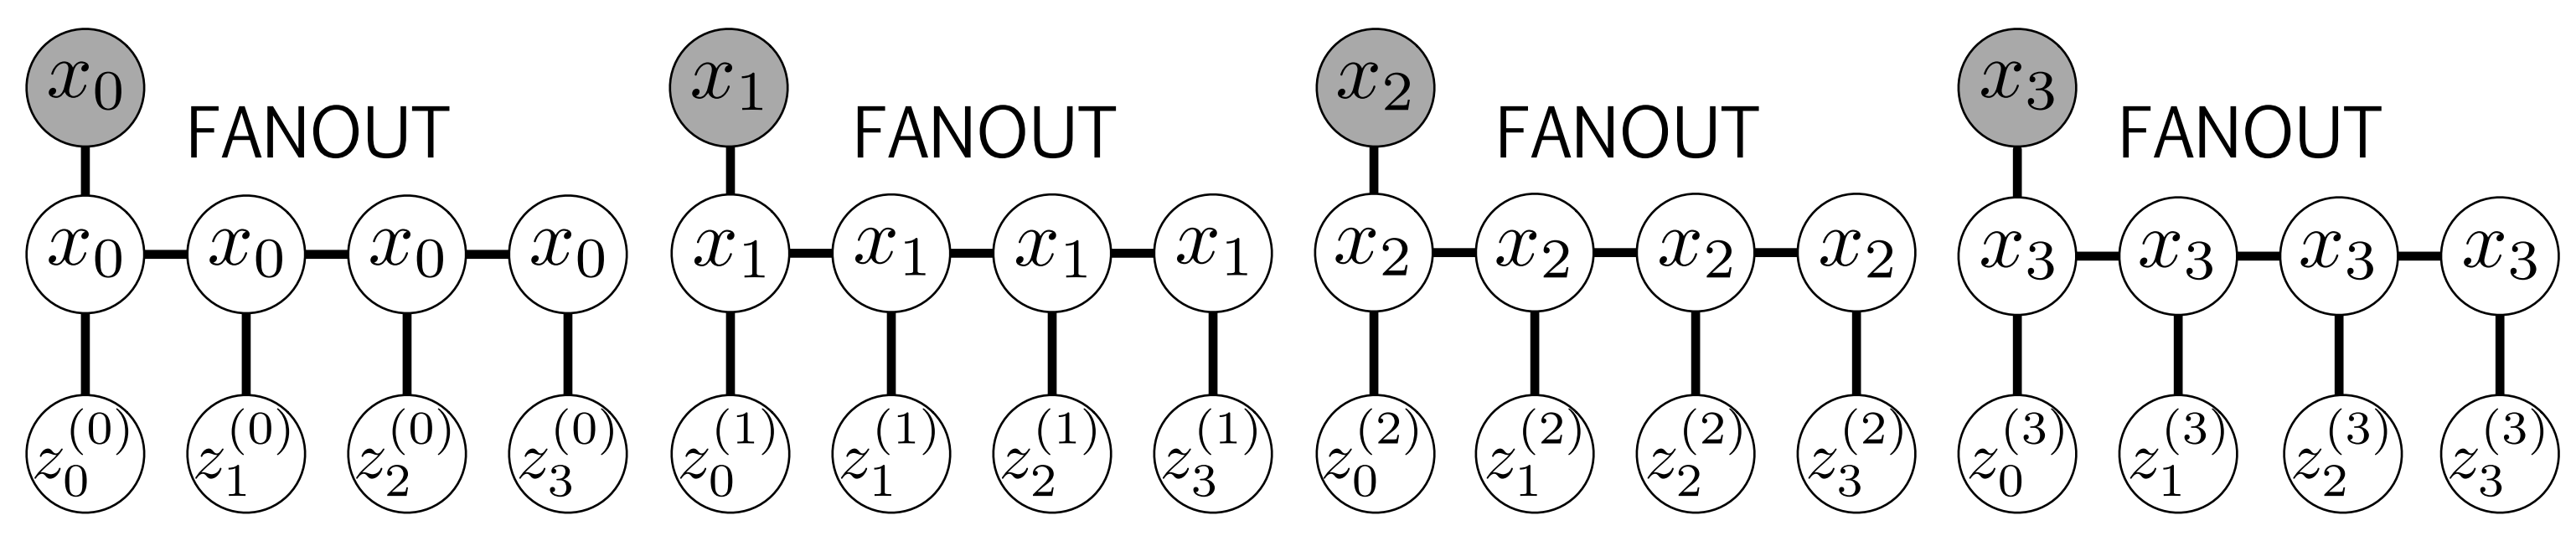 x₀ x₁ x₂ x₃
FANOUT FANOUT FANOUT FANOUT
x₀ x₀ x₀ x₀ x₁ x₁ x₁ x₁ x₂ x₂ x₂ x₂ x₃ x₃ x₃ x₃
z₀⁽⁰⁾ z₁⁽⁰⁾ z₂⁽⁰⁾ z₃⁽⁰⁾ z₀⁽¹⁾ z₁⁽¹⁾ z₂⁽¹⁾ z₃⁽¹⁾ z₀⁽²⁾ z₁⁽²⁾ z₂⁽²⁾ z₃⁽²⁾ z₀⁽³⁾ z₁⁽³⁾ z₂⁽³⁾ z₃⁽³⁾